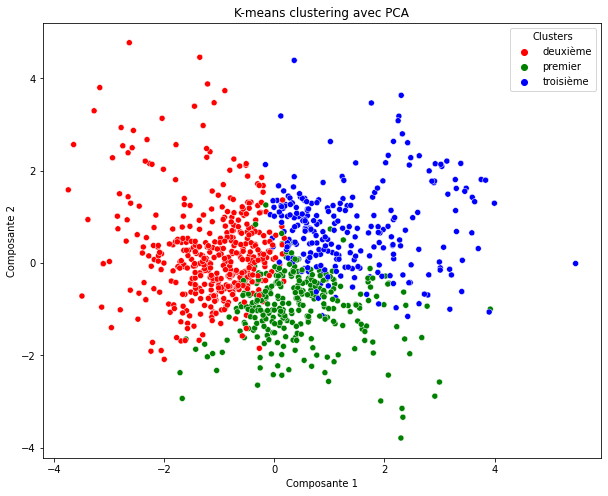 K-means clustering avec PCA
Clusters
deuxième
premier
troisième
4
2
0
−2
−4
Composante 2
−4
−2
0
2
4
Composante 1